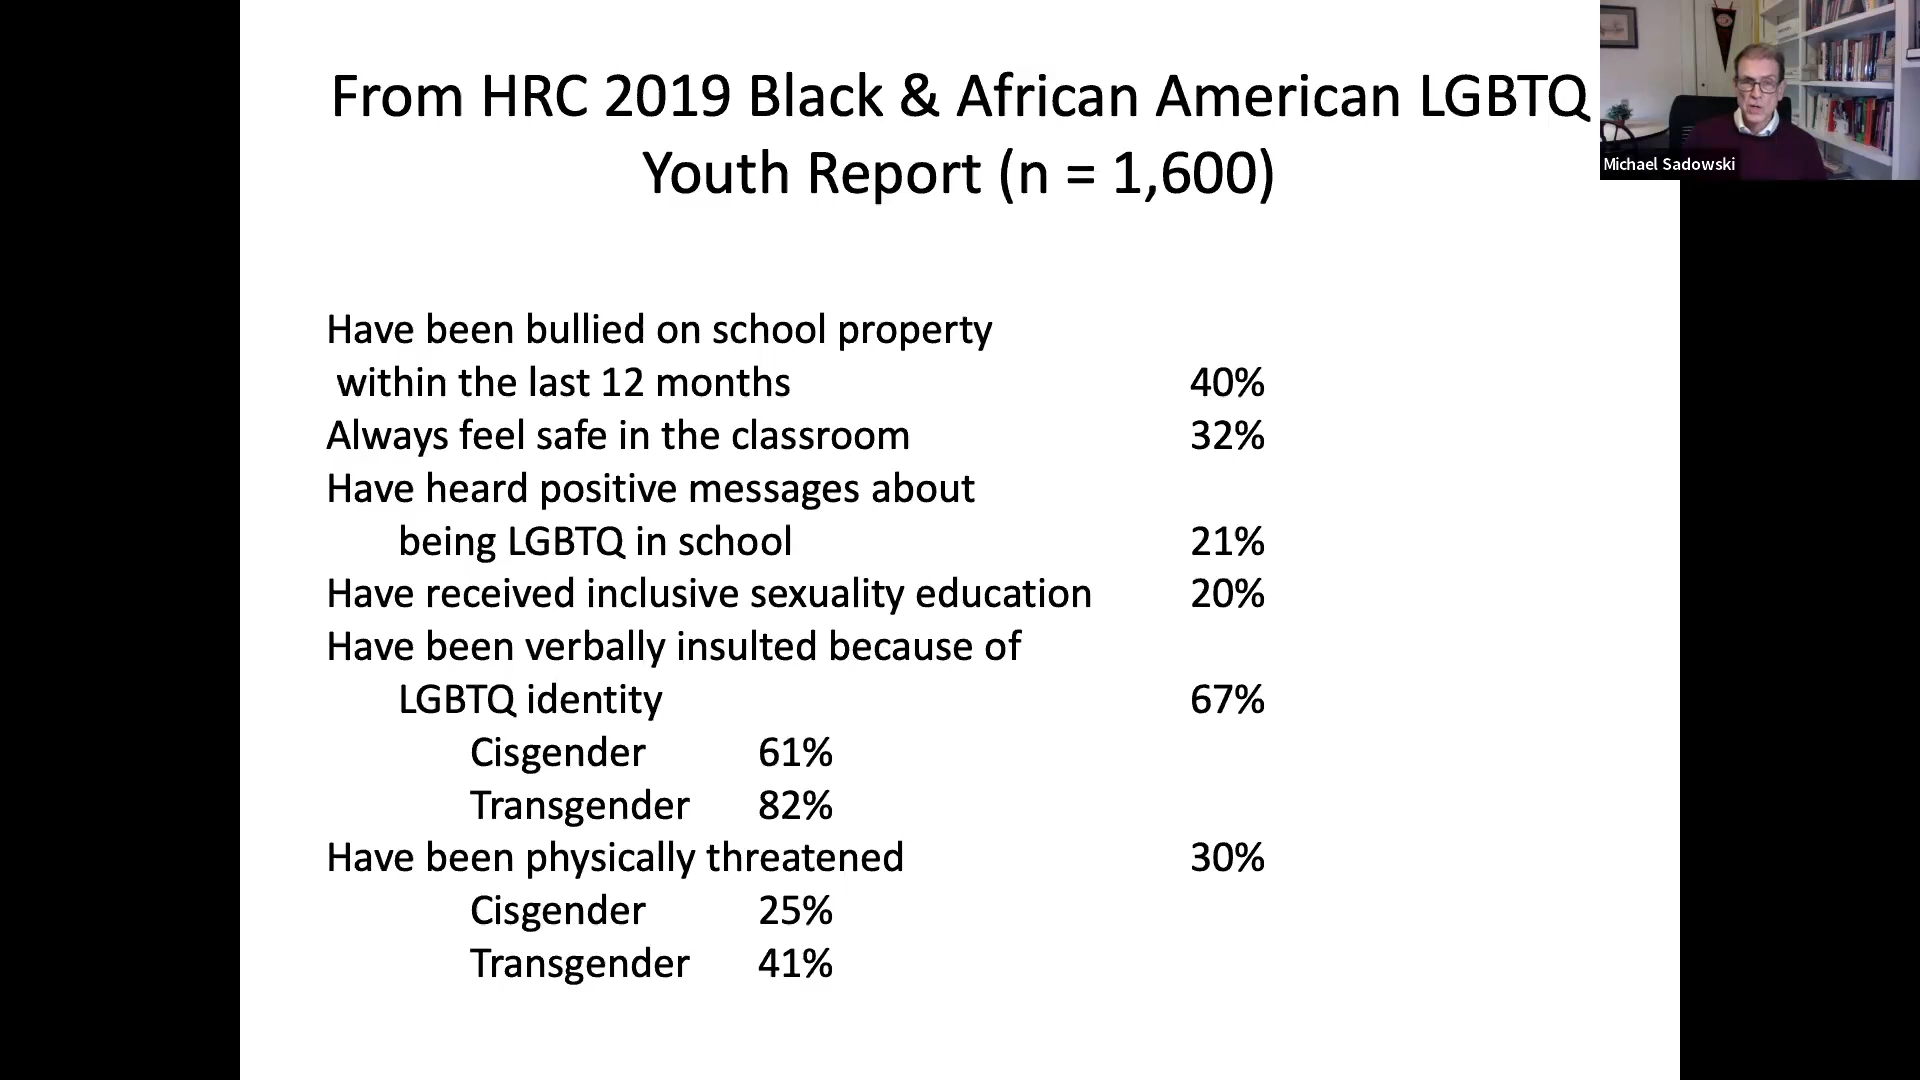 From HRC 2019 Black & African American LGBTQ
Youth Report (n = 1,600)
Michael Sadowski
Have been bullied on school property
within the last 12 months 40%
Always feel safe in the classroom 32%
Have heard positive messages about
being LGBTQ in school 21%
Have received inclusive sexuality education 20%
Have been verbally insulted because of
LGBTQ identity 67%
Cisgender 61%
Transgender 82%
Have been physically threatened 30%
Cisgender 25%
Transgender 41%